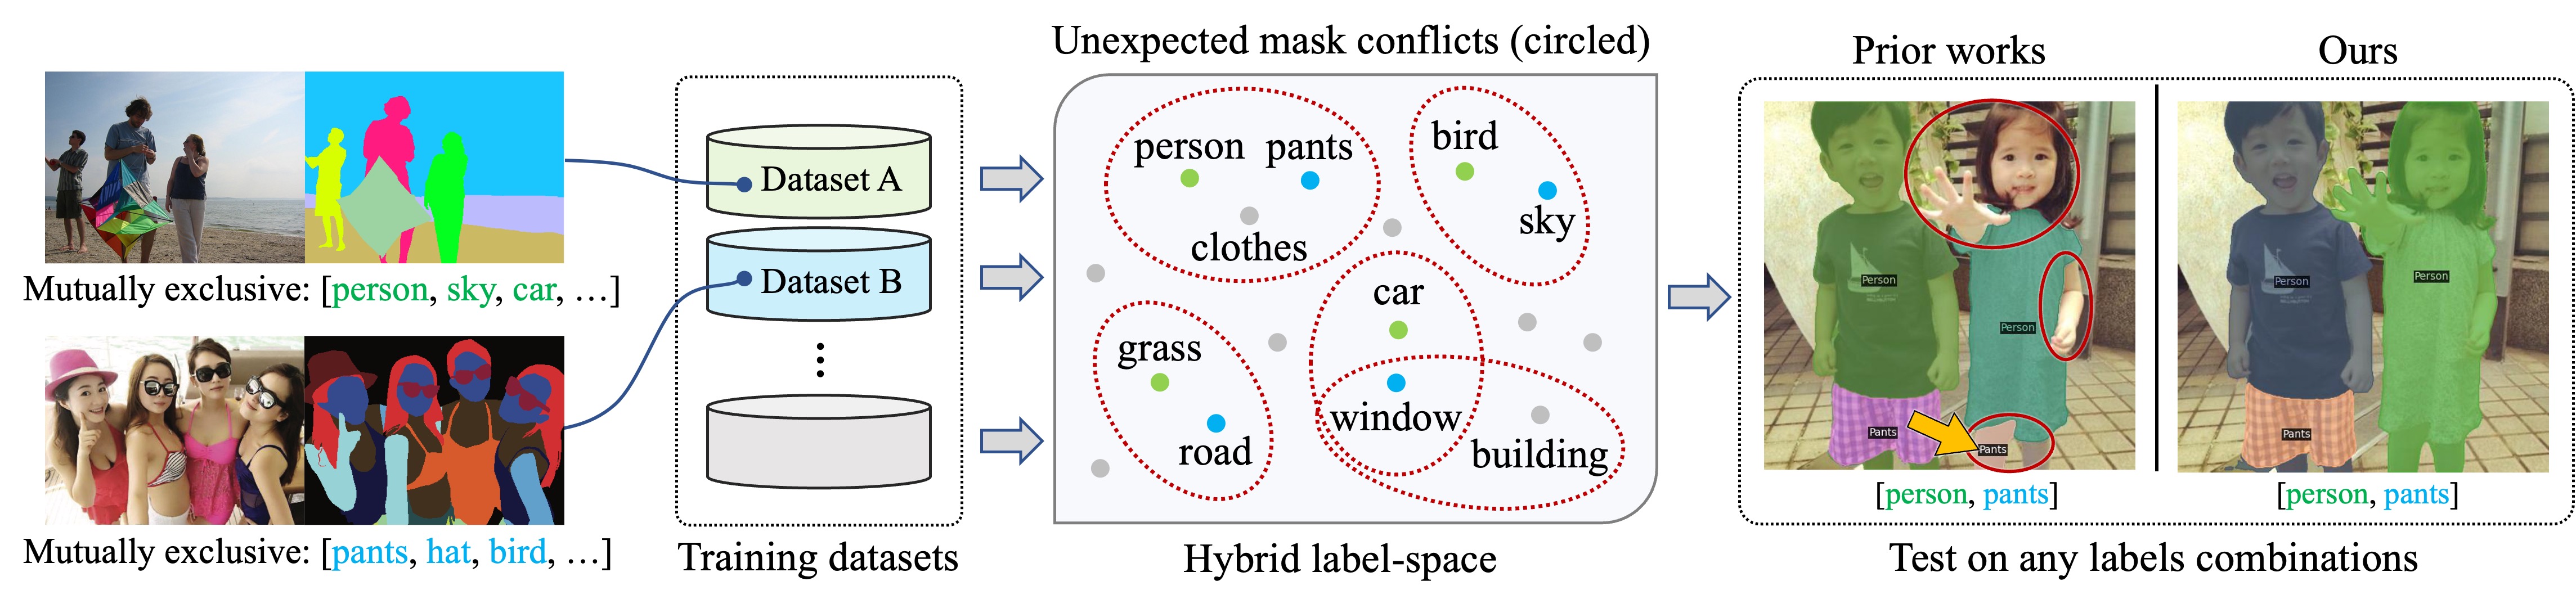 Mutually exclusive: [person, sky, car, …]
Mutually exclusive: [pants, hat, bird, …]
Dataset A
Dataset B
Training datasets
Unexpected mask conflicts (circled)
person pants
clothes
bird
sky
car
grass
road
window
building
Hybrid label-space
Prior works
Person
Person
Pants
Pants
[person, pants]
Ours
Person
Person
Pants
[person, pants]
Test on any labels combinations